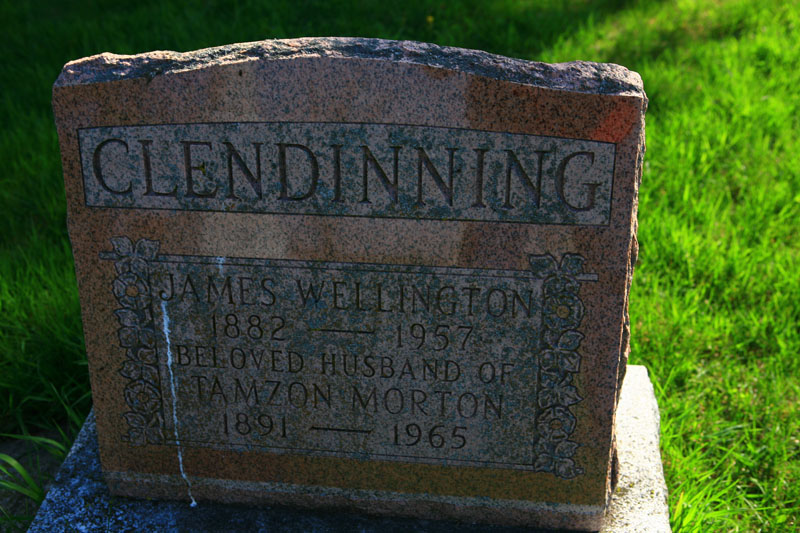 CLENDINNING
JAMES WELLINGTON
1882 — 1957
BELOVED HUSBAND OF
TAMZON MORTON
1891 — 1965